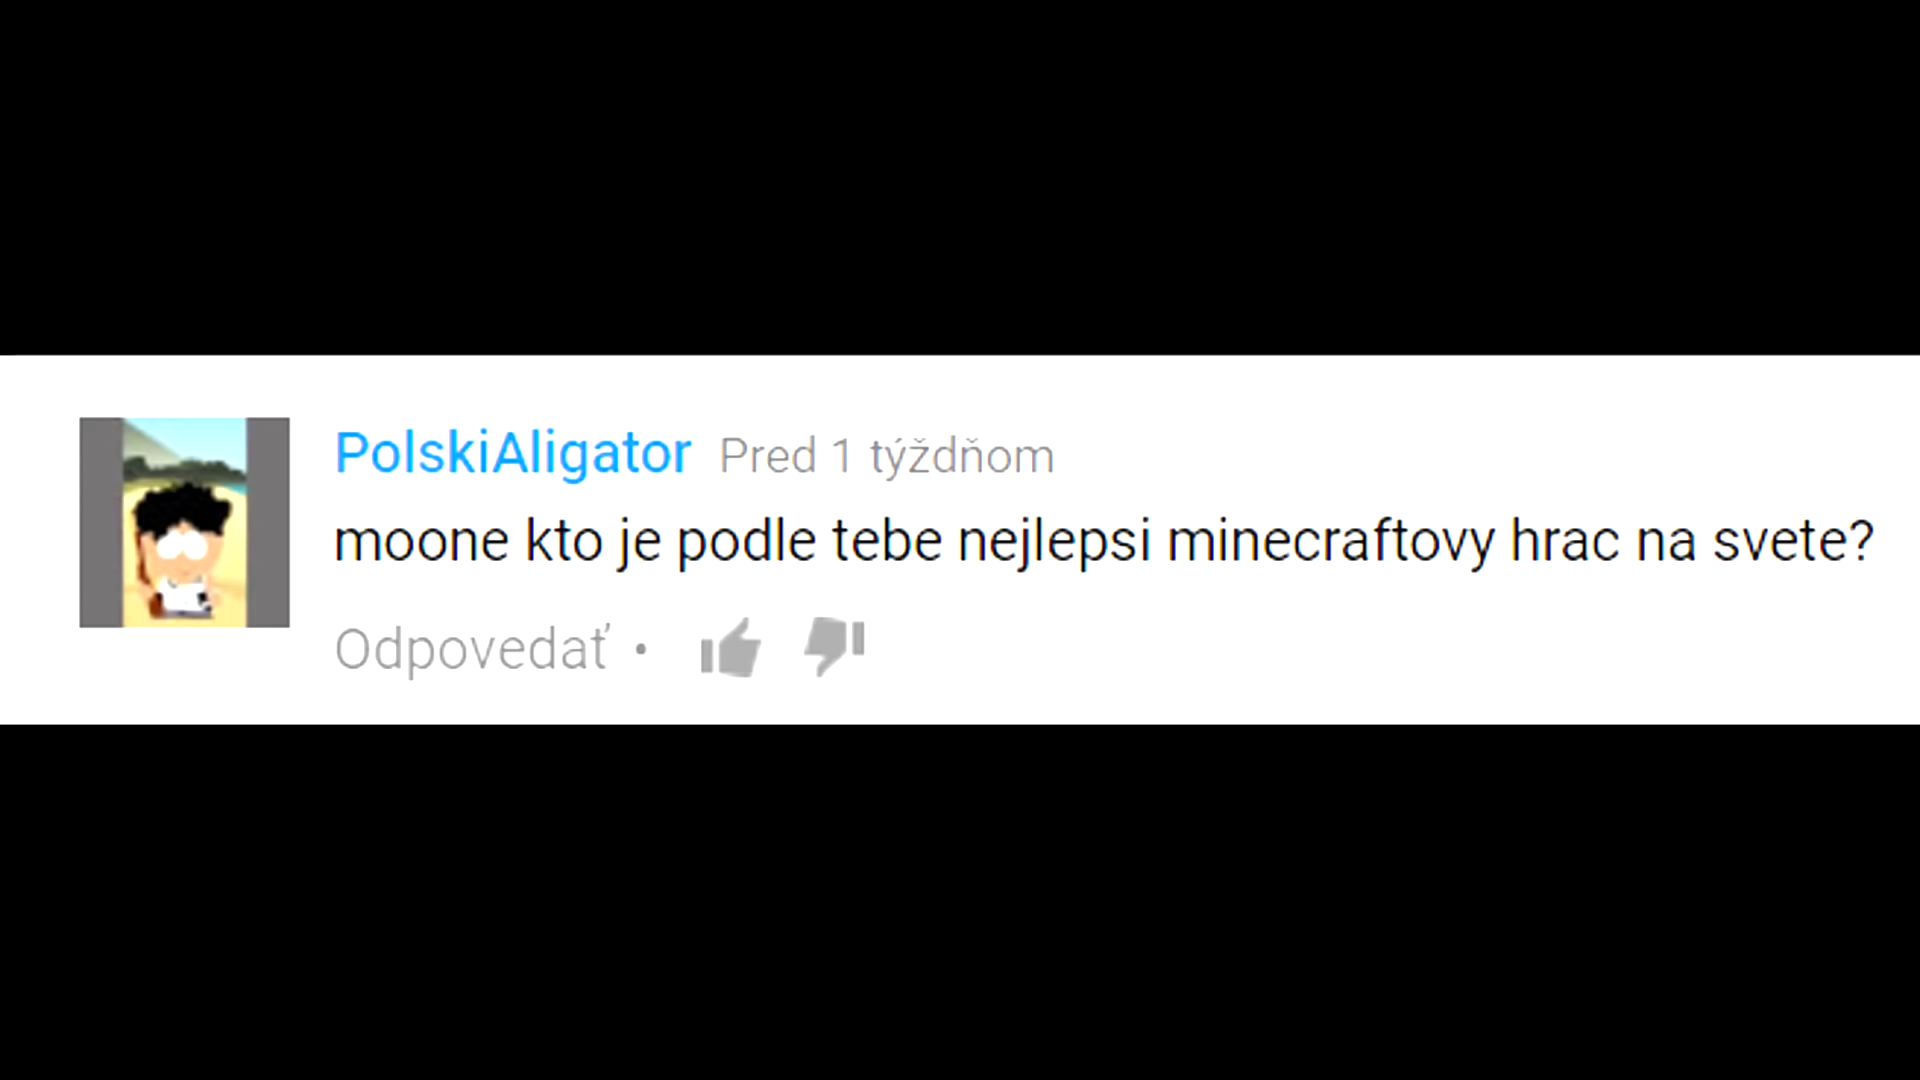 PolskiAligator Pred 1 týždňom
moone kto je podle tebe nejlepsi minecraftovy hrac na svete?
Odpovedať •